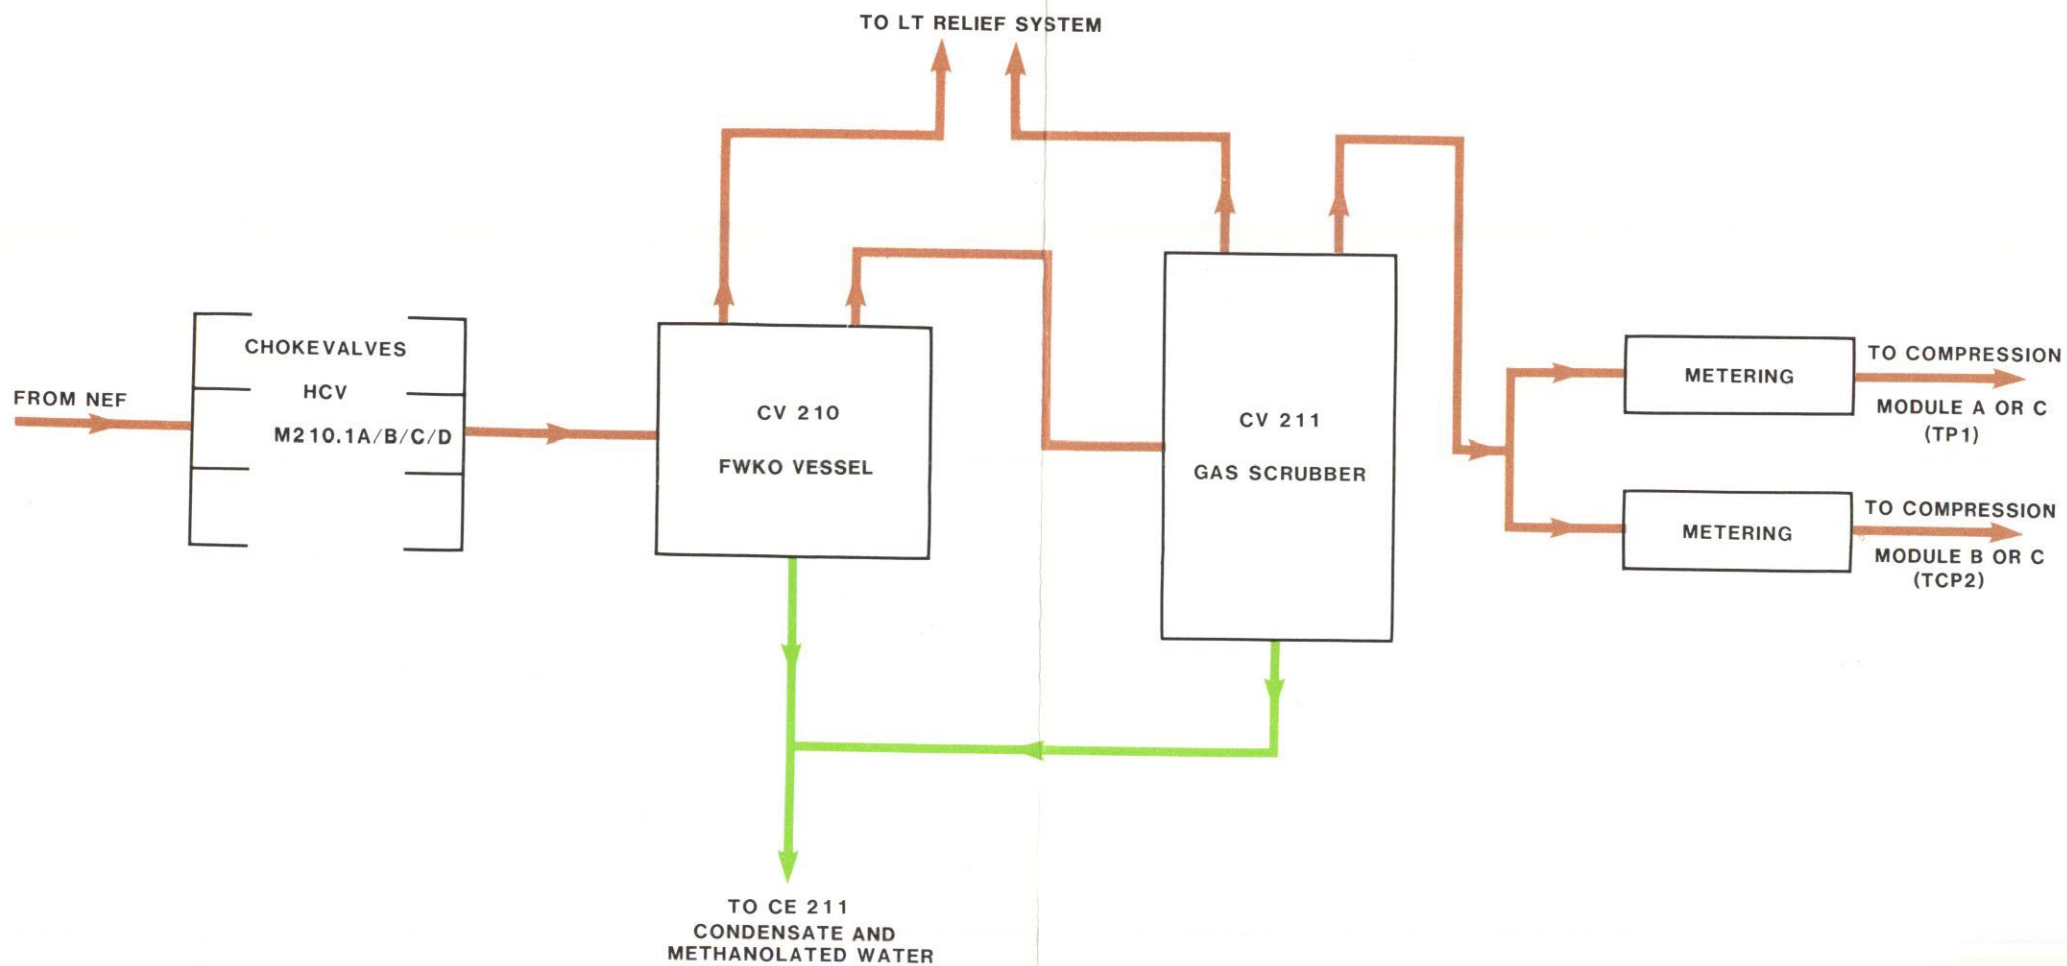 TO LT RELIEF SYSTEM
FROM NEF
CHOKEVALVES
HCV
M210.1A/B/C/D
CV 210
FWKO VESSEL
CV 211
GAS SCRUBBER
METERING
TO COMPRESSION
MODULE A OR C
(TP1)
METERING
TO COMPRESSION
MODULE B OR C
(TCP2)
TO CE 211
CONDENSATE AND
METHANOLATED WATER